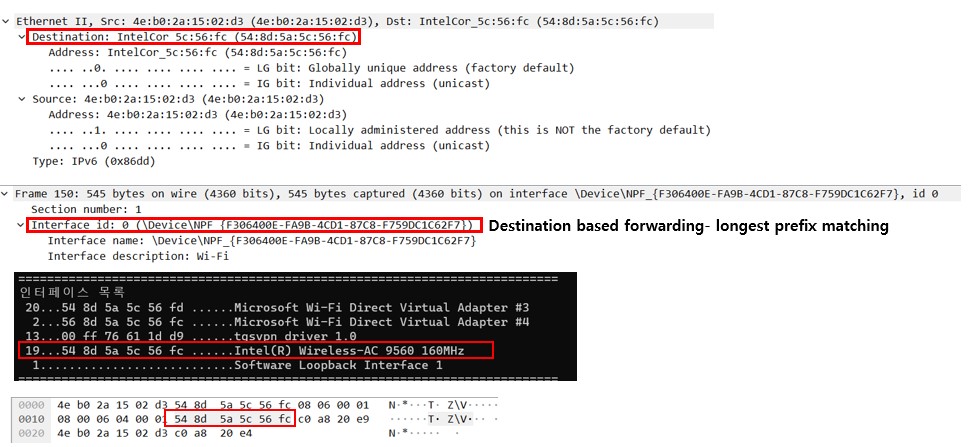 Ethernet II, Src: 4e:b0:2a:15:02:d3 (4e:b0:2a:15:02:d3), Dst: IntelCor_5c:56:fc (54:8d:5a:5c:56:fc)
Destination: IntelCor_5c:56:fc (54:8d:5a:5c:56:fc)
Address: IntelCor_5c:56:fc (54:8d:5a:5c:56:fc)
.... ..0. .... .... .... .... = LG bit: Globally unique address (factory default)
.... ...0 .... .... .... .... = IG bit: Individual address (unicast)
Source: 4e:b0:2a:15:02:d3 (4e:b0:2a:15:02:d3)
Address: 4e:b0:2a:15:02:d3 (4e:b0:2a:15:02:d3)
.... ..1. .... .... .... .... = LG bit: Locally administered address (this is NOT the factory default)
.... ...0 .... .... .... .... = IG bit: Individual address (unicast)
Type: IPv6 (0x86dd)
Frame 150: 545 bytes on wire (4360 bits), 545 bytes captured (4360 bits) on interface \Device\NPF_{F306400E-FA9B-4CD1-87C8-F759DC1C62F7}, id 0
Section number: 1
Interface id: 0 (\Device\NPF_{F306400E-FA9B-4CD1-87C8-F759DC1C62F7}) Destination based forwarding- longest prefix matching
Interface name: \Device\NPF_{F306400E-FA9B-4CD1-87C8-F759DC1C62F7}
Interface description: Wi-Fi
===========================================================================
인터페이스 목록
20...54 8d 5a 5c 56 fd ......Microsoft Wi-Fi Direct Virtual Adapter #3
2...56 8d 5a 5c 56 fc ......Microsoft Wi-Fi Direct Virtual Adapter #4
13...00 ff 76 61 1d d9 ......tgsvpn driver 1.0
19...54 8d 5a 5c 56 fc ......Intel(R) Wireless-AC 9560 160MHz
1...........................Software Loopback Interface 1
===========================================================================
0000 4e b0 2a 15 02 d3 54 8d 5a 5c 56 fc 08 06 00 01 N·*···T· Z\V·····
0010 08 00 06 04 00 01 54 8d 5a 5c 56 fc c0 a8 20 e9 ······T· Z\V··· ·
0020 4e b0 2a 15 02 d3 c0 a8 20 e4 N·*····· ·